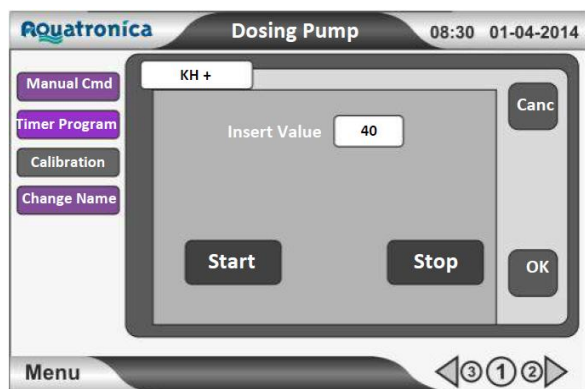 Aquatronica Dosing Pump 08:30 01-04-2014
KH +
Manual Cmd
Canc
Timer Program
Insert Value 40
Calibration
Change Name
Start Stop OK
Menu 3 1 2